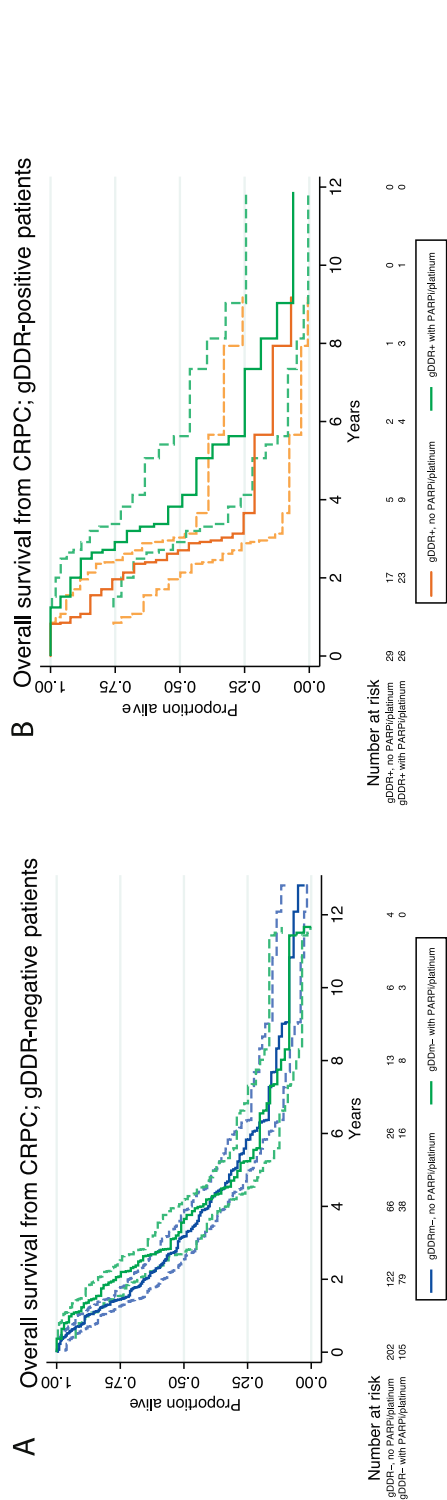 A
Overall survival from CRPC; gDDR-negative patients
1.00
0.75
0.50
0.25
0.00
Proportion alive
0 2 4 6 8 10 12
Years
Number at risk
gDDR−, no PARPi/platinum 202 122 66 26 13 6 4
gDDR− with PARPi/platinum 105 79 38 16 8 3 0
gDDRm−, no PARPi/platinum gDDm− with PARPi/platinum
B
Overall survival from CRPC; gDDR-positive patients
1.00
0.75
0.50
0.25
0.00
Proportion alive
0 2 4 6 8 10 12
Years
Number at risk
gDDR+, no PARPi/platinum 29 17 5 2 1 0 0
gDDR+ with PARPi/platinum 26 23 9 4 3 1 0
gDDR+, no PARPi/platinum gDDR+ with PARPi/platinum